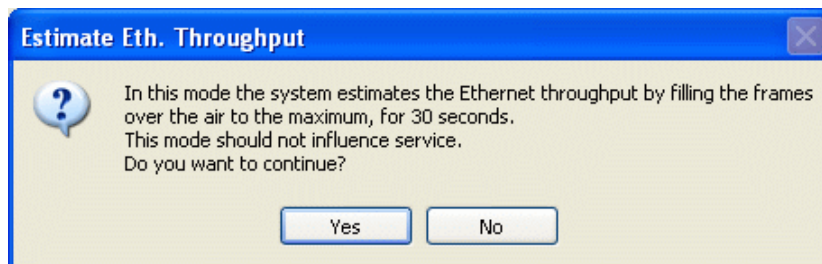 Estimate Eth. Throughput
In this mode the system estimates the Ethernet throughput by filling the frames
over the air to the maximum, for 30 seconds.
This mode should not influence service.
Do you want to continue?
Yes
No